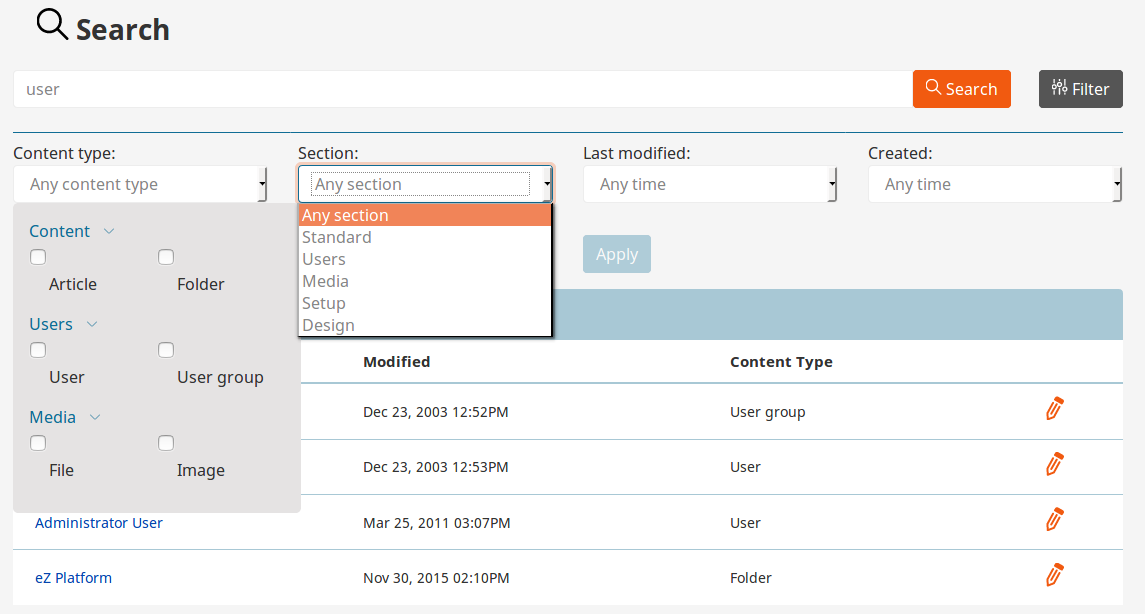 Search
user
Search
Filter
Content type:
Section:
Last modified:
Created:
Any content type
Any section
Any time
Any time
Content
Article
Folder
Users
User
User group
Media
File
Image
Any section
Standard
Users
Media
Setup
Design
Apply
Modified
Content Type
Dec 23, 2003 12:52PM
User group
Dec 23, 2003 12:53PM
User
Administrator User
Mar 25, 2011 03:07PM
User
eZ Platform
Nov 30, 2015 02:10PM
Folder